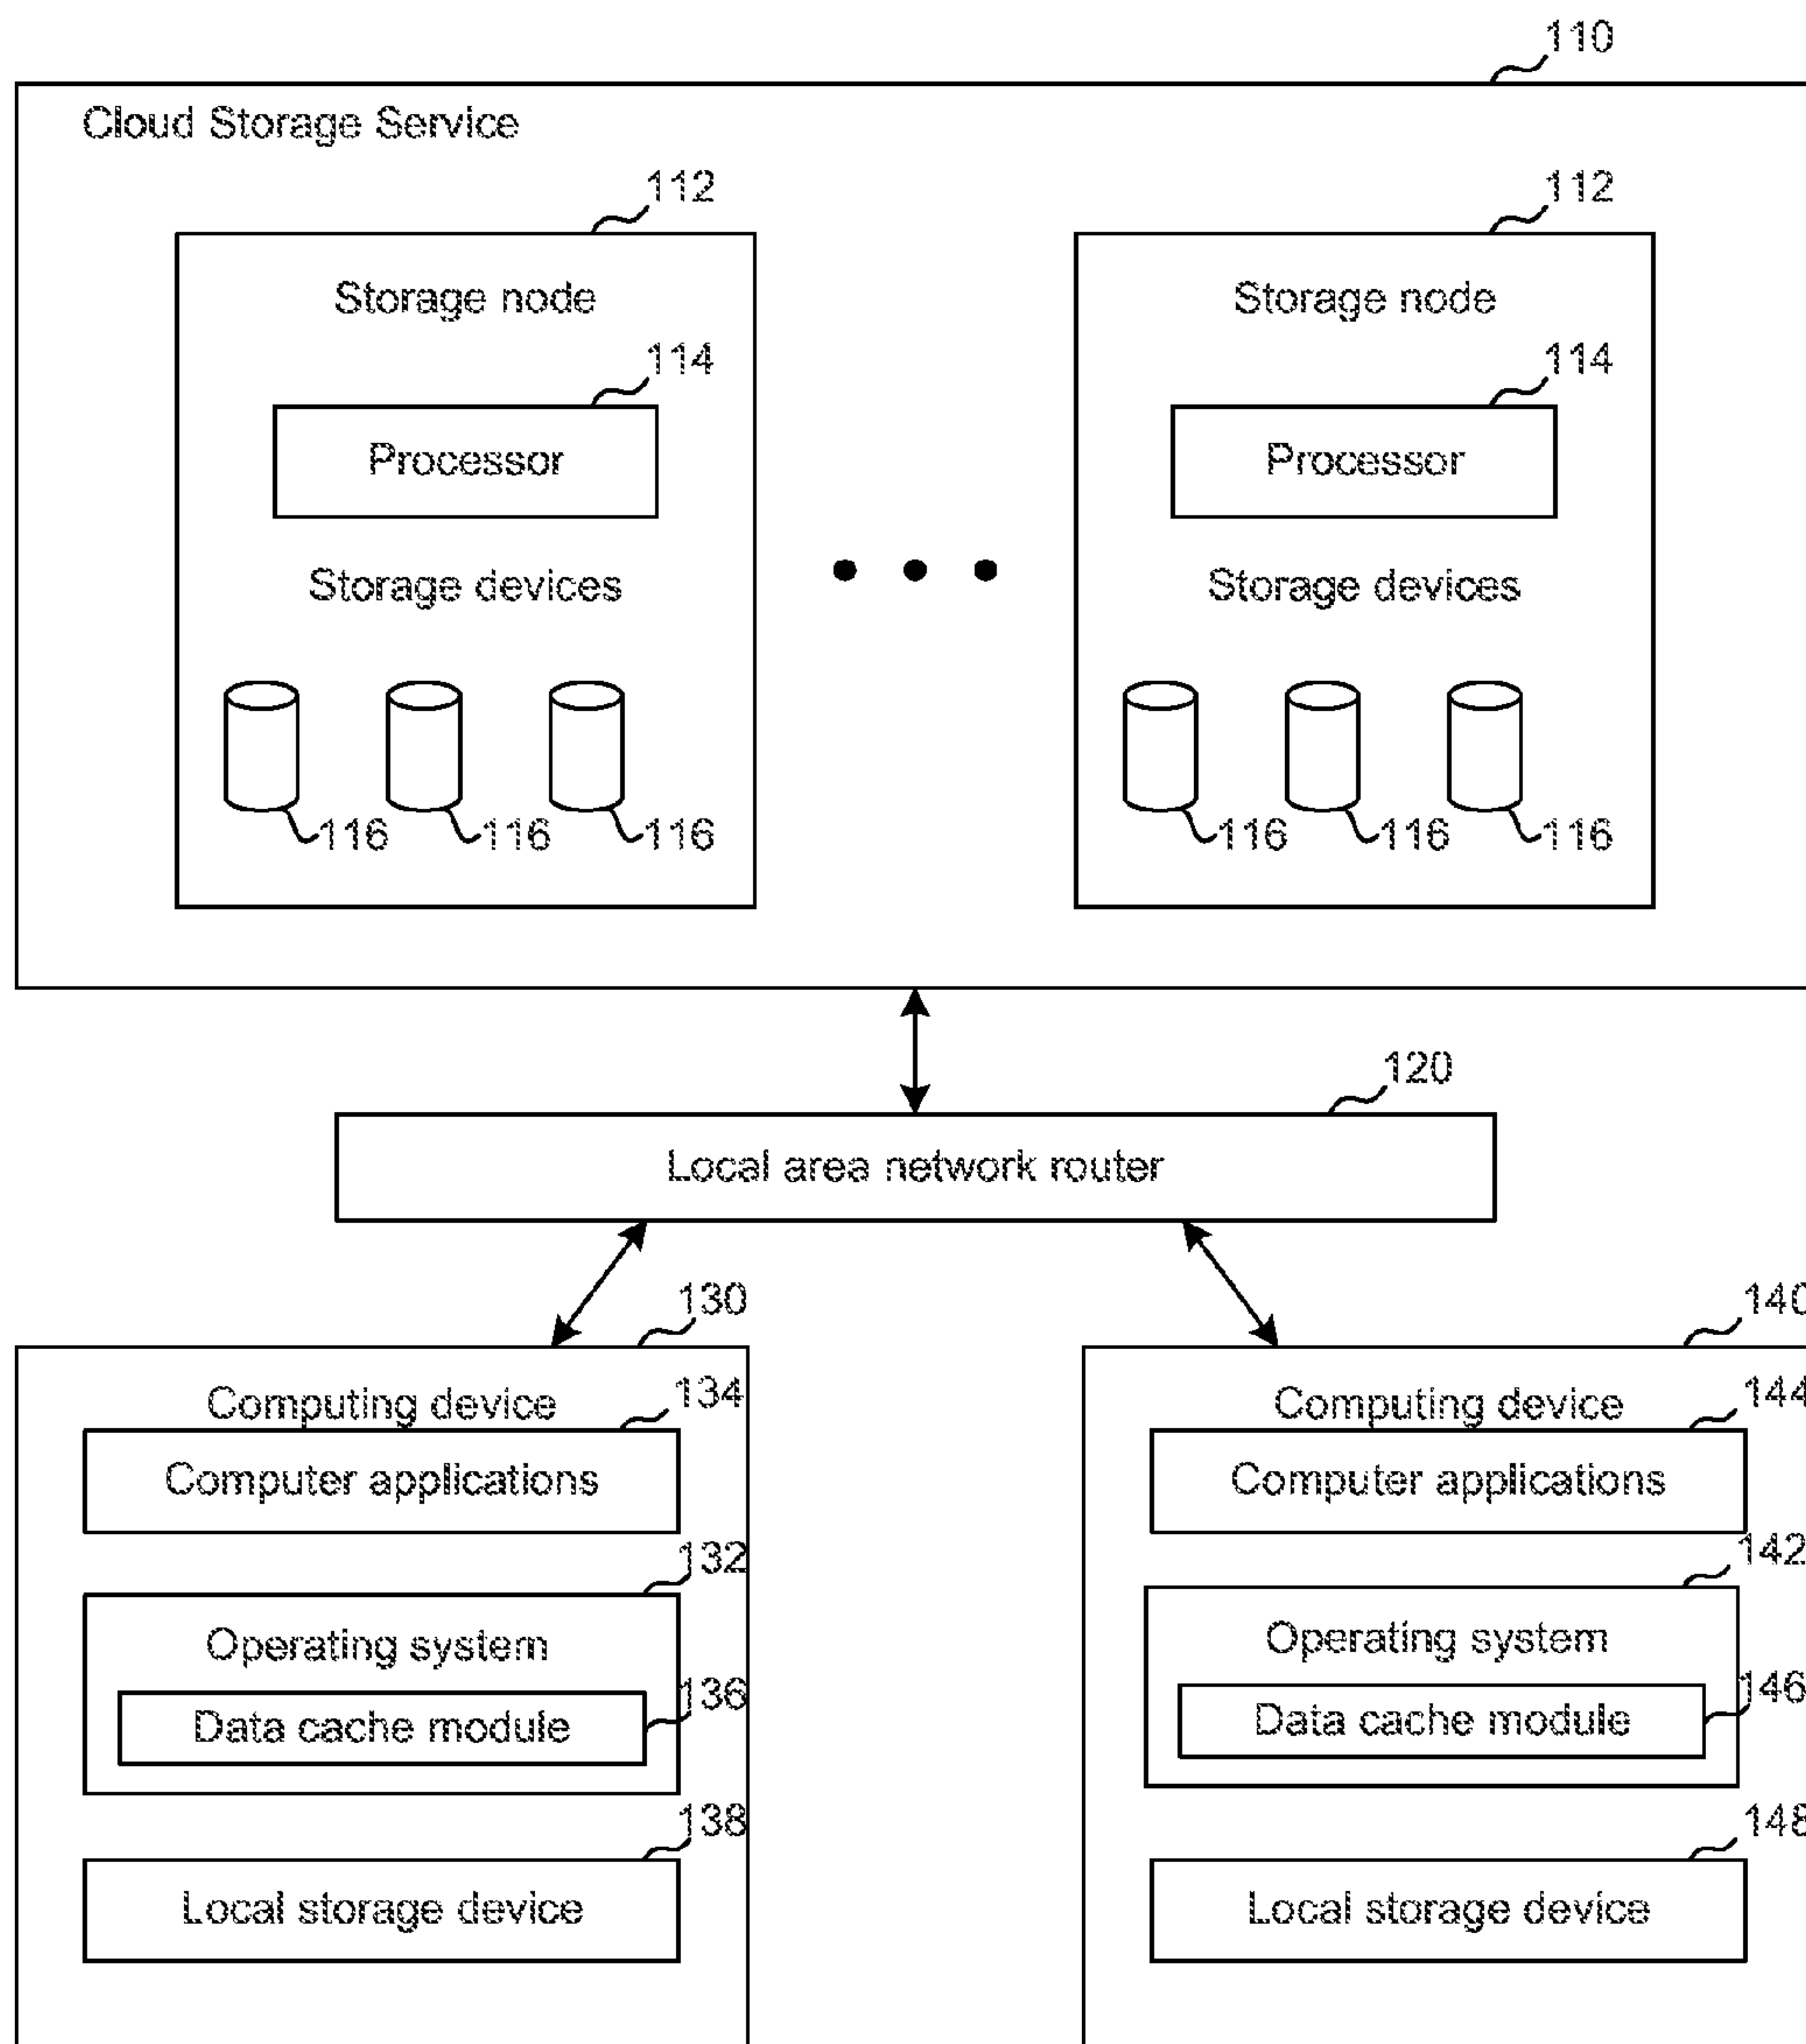 110
Cloud Storage Service
112 112
Storage node Storage node
114 114
Processor Processor
Storage devices Storage devices
116 116 116 116 116 116
120
Local area network router
130 140
Computing device 134 Computing device 144
Computer applications Computer applications
132 142
Operating system Operating system
136 146
Data cache module Data cache module
138 148
Local storage device Local storage device